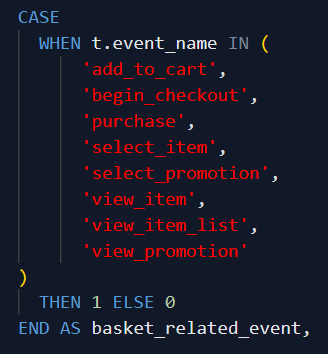 CASE
  WHEN t.event_name IN (
      'add_to_cart',
      'begin_checkout',
      'purchase',
      'select_item',
      'select_promotion',
      'view_item',
      'view_item_list',
      'view_promotion'
)
  THEN 1 ELSE 0
END AS basket_related_event,